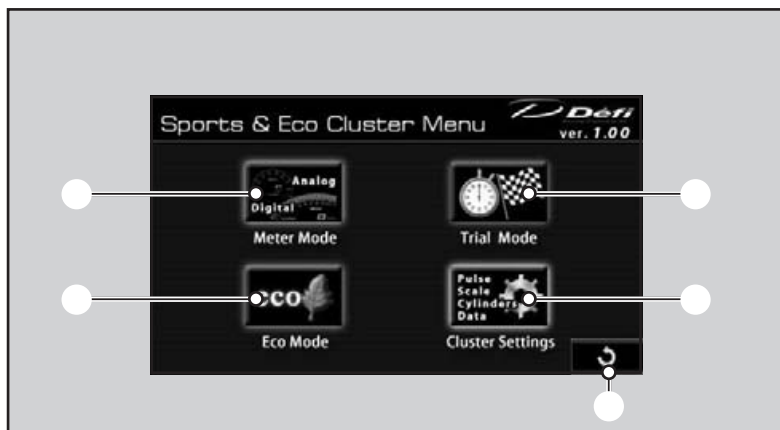 Sports & Eco Cluster Menu
Défi
ver. 1.00
Analog
Digital
Meter Mode
Trial Mode
eco
Eco Mode
Pulse
Scale
Cylinders
Data
Cluster Settings